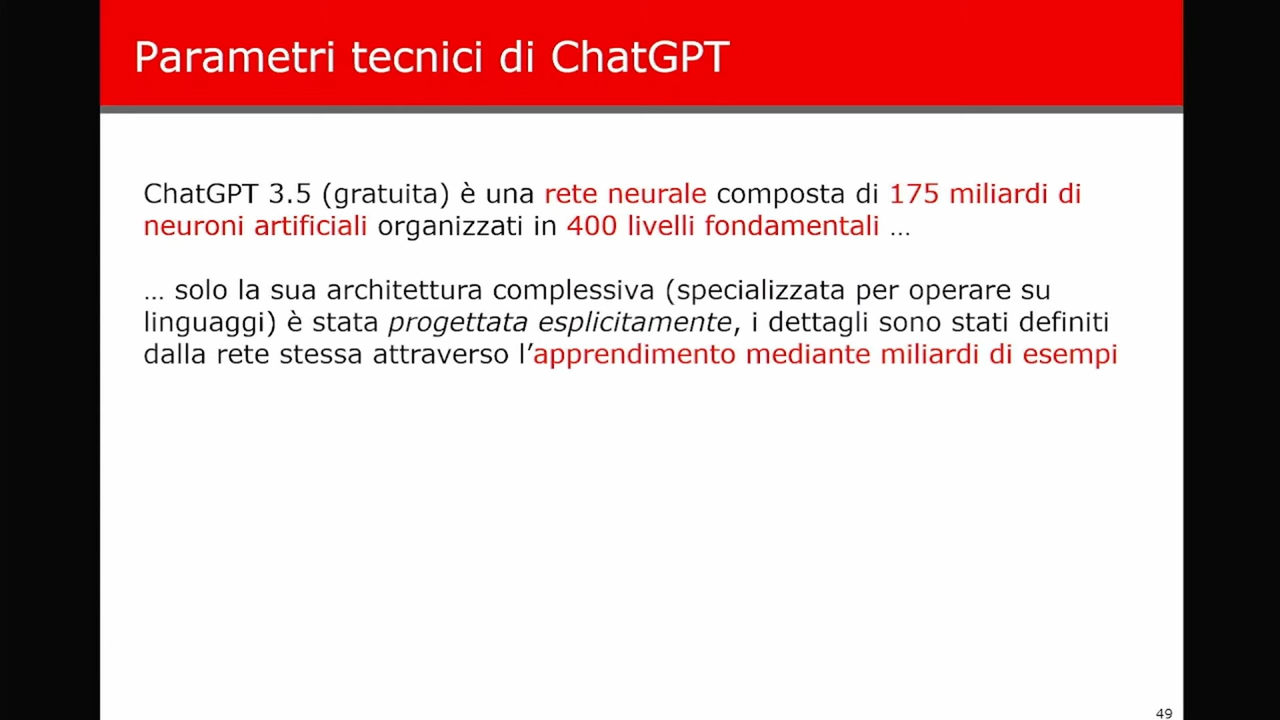 Parametri tecnici di ChatGPT
ChatGPT 3.5 (gratuita) è una rete neurale composta di 175 miliardi di
neuroni artificiali organizzati in 400 livelli fondamentali …
… solo la sua architettura complessiva (specializzata per operare su
linguaggi) è stata progettata esplicitamente, i dettagli sono stati definiti
dalla rete stessa attraverso l’apprendimento mediante miliardi di esempi
49